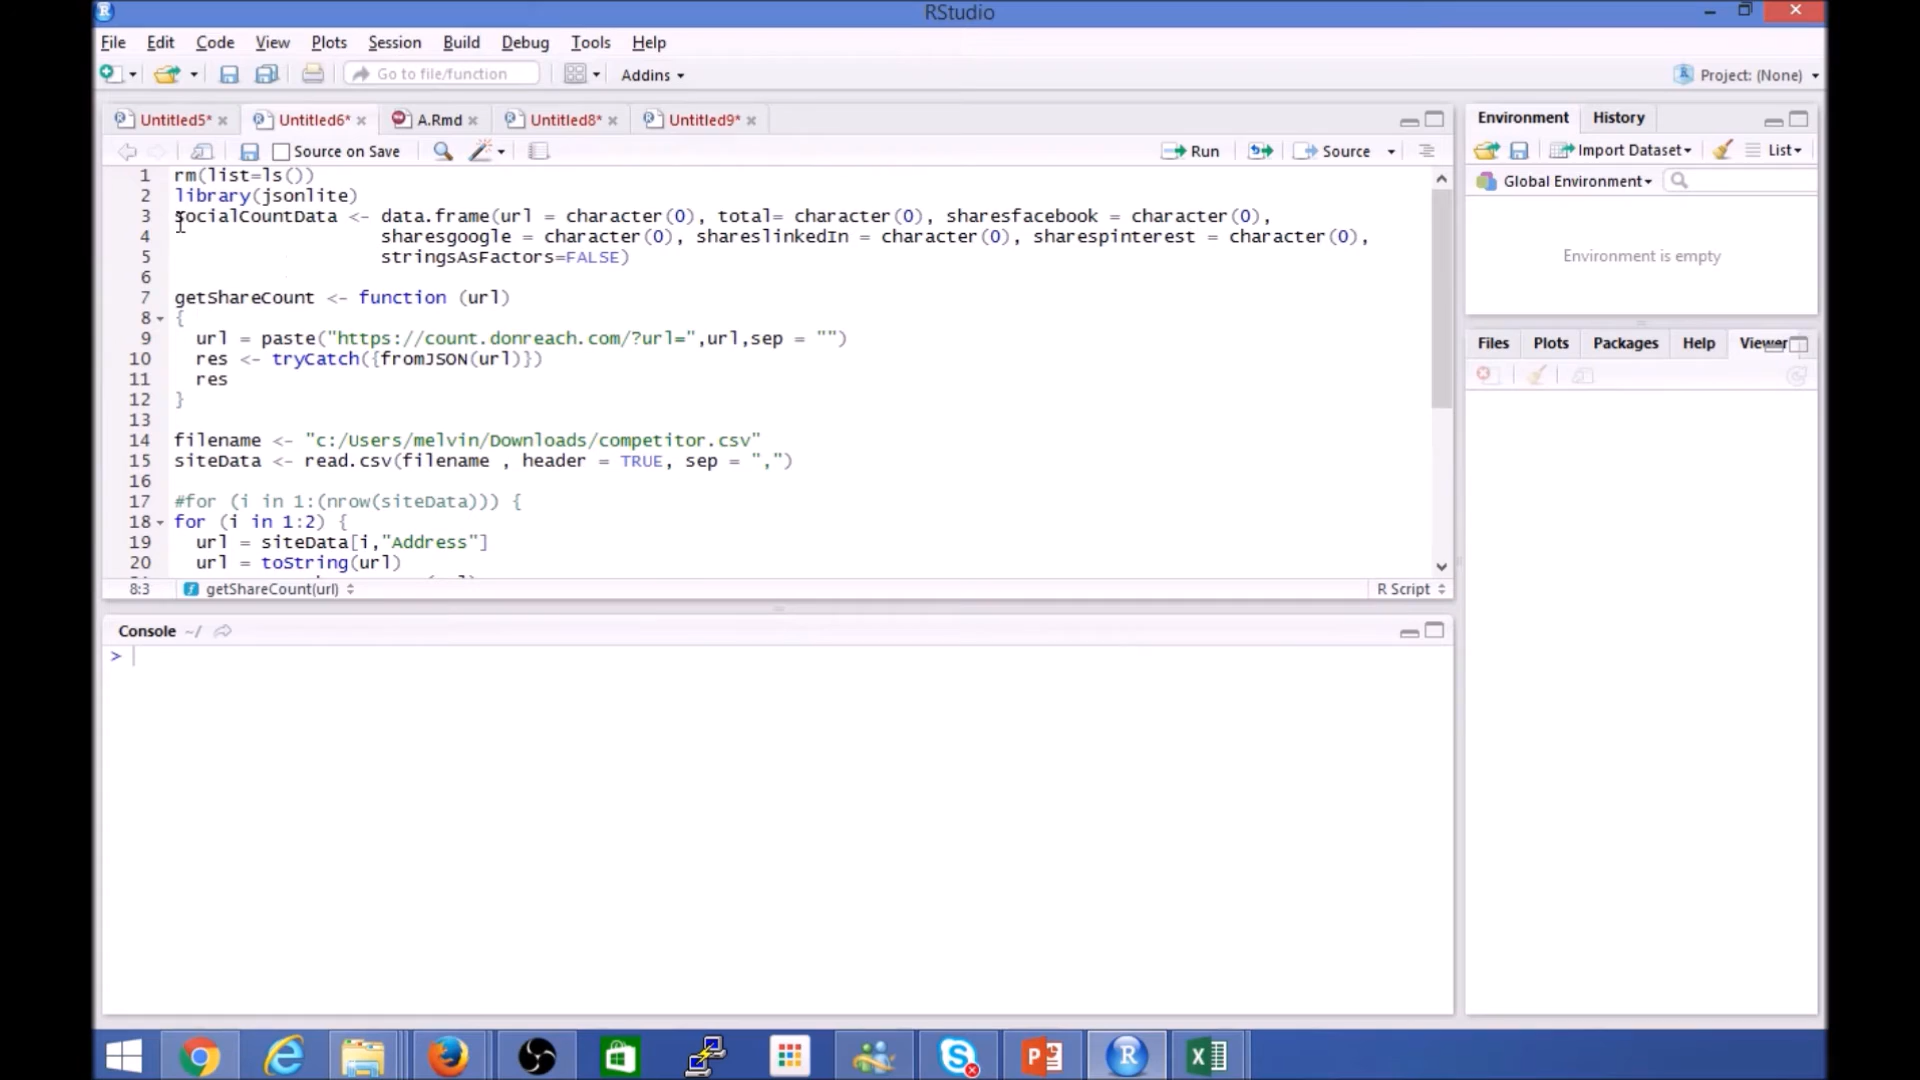 RStudio
File Edit Code View Plots Session Build Debug Tools Help
Go to file/function Addins Project: (None)
Untitled5* Untitled6* A.Rmd Untitled8* Untitled9*
Source on Save Run Source
1 rm(list=ls())
2 library(jsonlite)
3 socialCountData <- data.frame(url = character(0), total= character(0), sharesfacebook = character(0),
4 sharesgoogle = character(0), shareslinkedIn = character(0), sharespinterest = character(0),
5 stringsAsFactors=FALSE)
6
7 getShareCount <- function (url)
8 {
9 url = paste("https://count.donreach.com/?url=",url,sep = "")
10 res <- tryCatch({fromJSON(url)})
11 res
12 }
13
14 filename <- "c:/Users/melvin/Downloads/competitor.csv"
15 siteData <- read.csv(filename , header = TRUE, sep = ",")
16
17 #for (i in 1:(nrow(siteData))) {
18 for (i in 1:2) {
19 url = siteData[i,"Address"]
20 url = toString(url)
8:3 getShareCount(url) R Script
Console ~/
>
Environment History
Import Dataset List
Global Environment
Environment is empty
Files Plots Packages Help Viewer